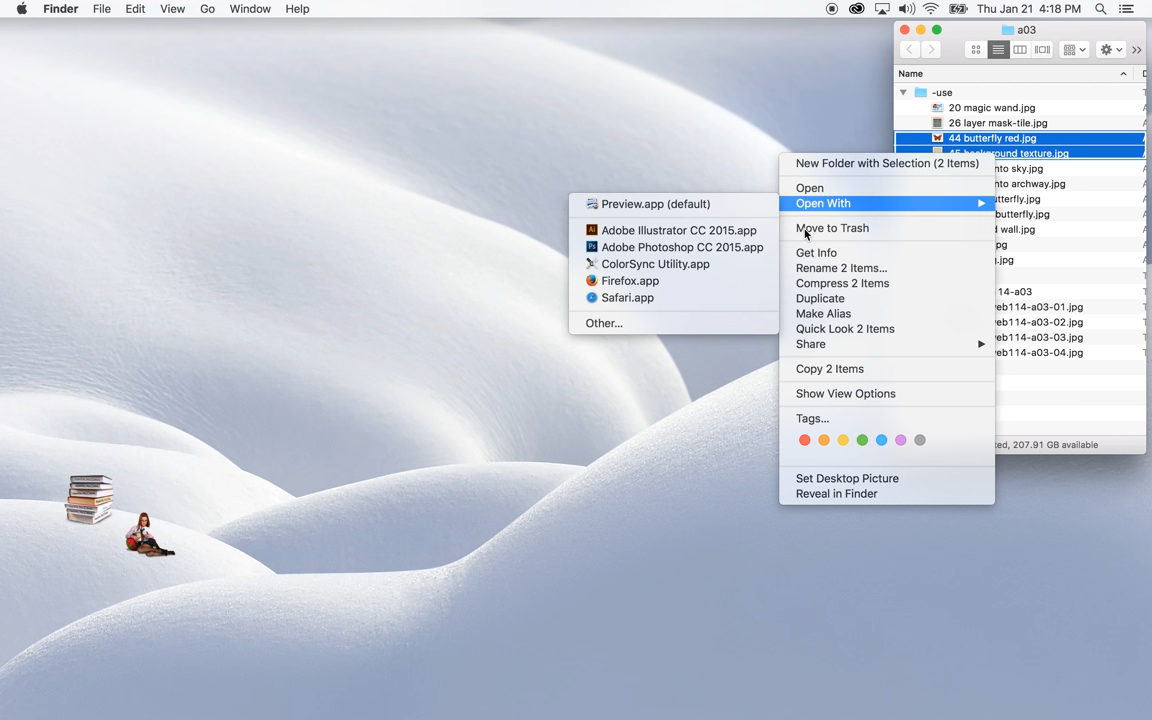 Finder File Edit View Go Window Help Thu Jan 21 4:18 PM
a03
Name
-use
20 magic wand.jpg
26 layer mask-tile.jpg
44 butterfly red.jpg
45 background texture.jpg
nto sky.jpg
nto archway.jpg
utterfly.jpg
butterfly.jpg
d wall.jpg
14-a03
eb114-a03-01.jpg
eb114-a03-02.jpg
eb114-a03-03.jpg
eb114-a03-04.jpg
ted, 207.91 GB available
New Folder with Selection (2 Items)
Open
Open With
Move to Trash
Get Info
Rename 2 Items...
Compress 2 Items
Duplicate
Make Alias
Quick Look 2 Items
Share
Copy 2 Items
Show View Options
Tags...
Set Desktop Picture
Reveal in Finder
Preview.app (default)
Adobe Illustrator CC 2015.app
Adobe Photoshop CC 2015.app
ColorSync Utility.app
Firefox.app
Safari.app
Other...